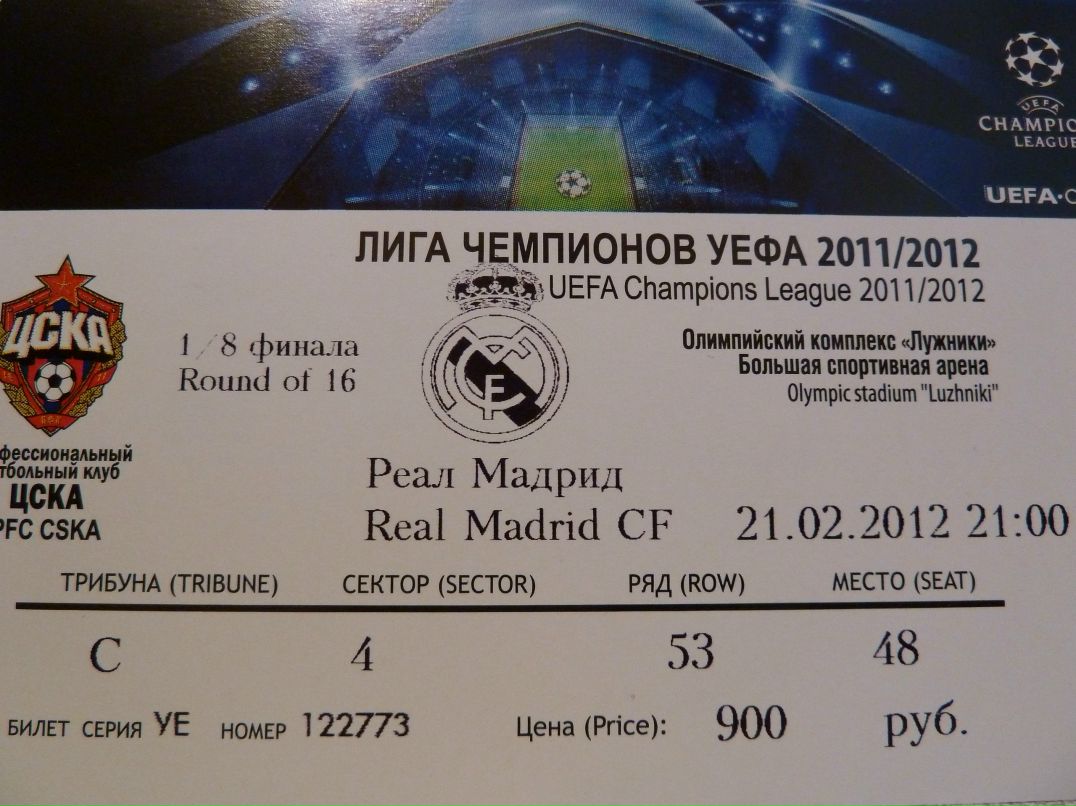 UEFA
CHAMPIO
LEAGUE
UEFA·C
ЛИГА ЧЕМПИОНОВ УЕФА 2011/2012
UEFA Champions League 2011/2012
ЦСКА
1/8 финала
Round of 16
Олимпийский комплекс «Лужники»
Большая спортивная арена
Olympic stadium "Luzhniki"
фессиональный
тбольный клуб
ЦСКА
PFC CSKA
Реал Мадрид
Real Madrid CF 21.02.2012 21:00
ТРИБУНА (TRIBUNE) СЕКТОР (SECTOR) РЯД (ROW) МЕСТО (SEAT)
C 4 53 48
БИЛЕТ СЕРИЯ УЕ НОМЕР 122773 Цена (Price): 900 руб.